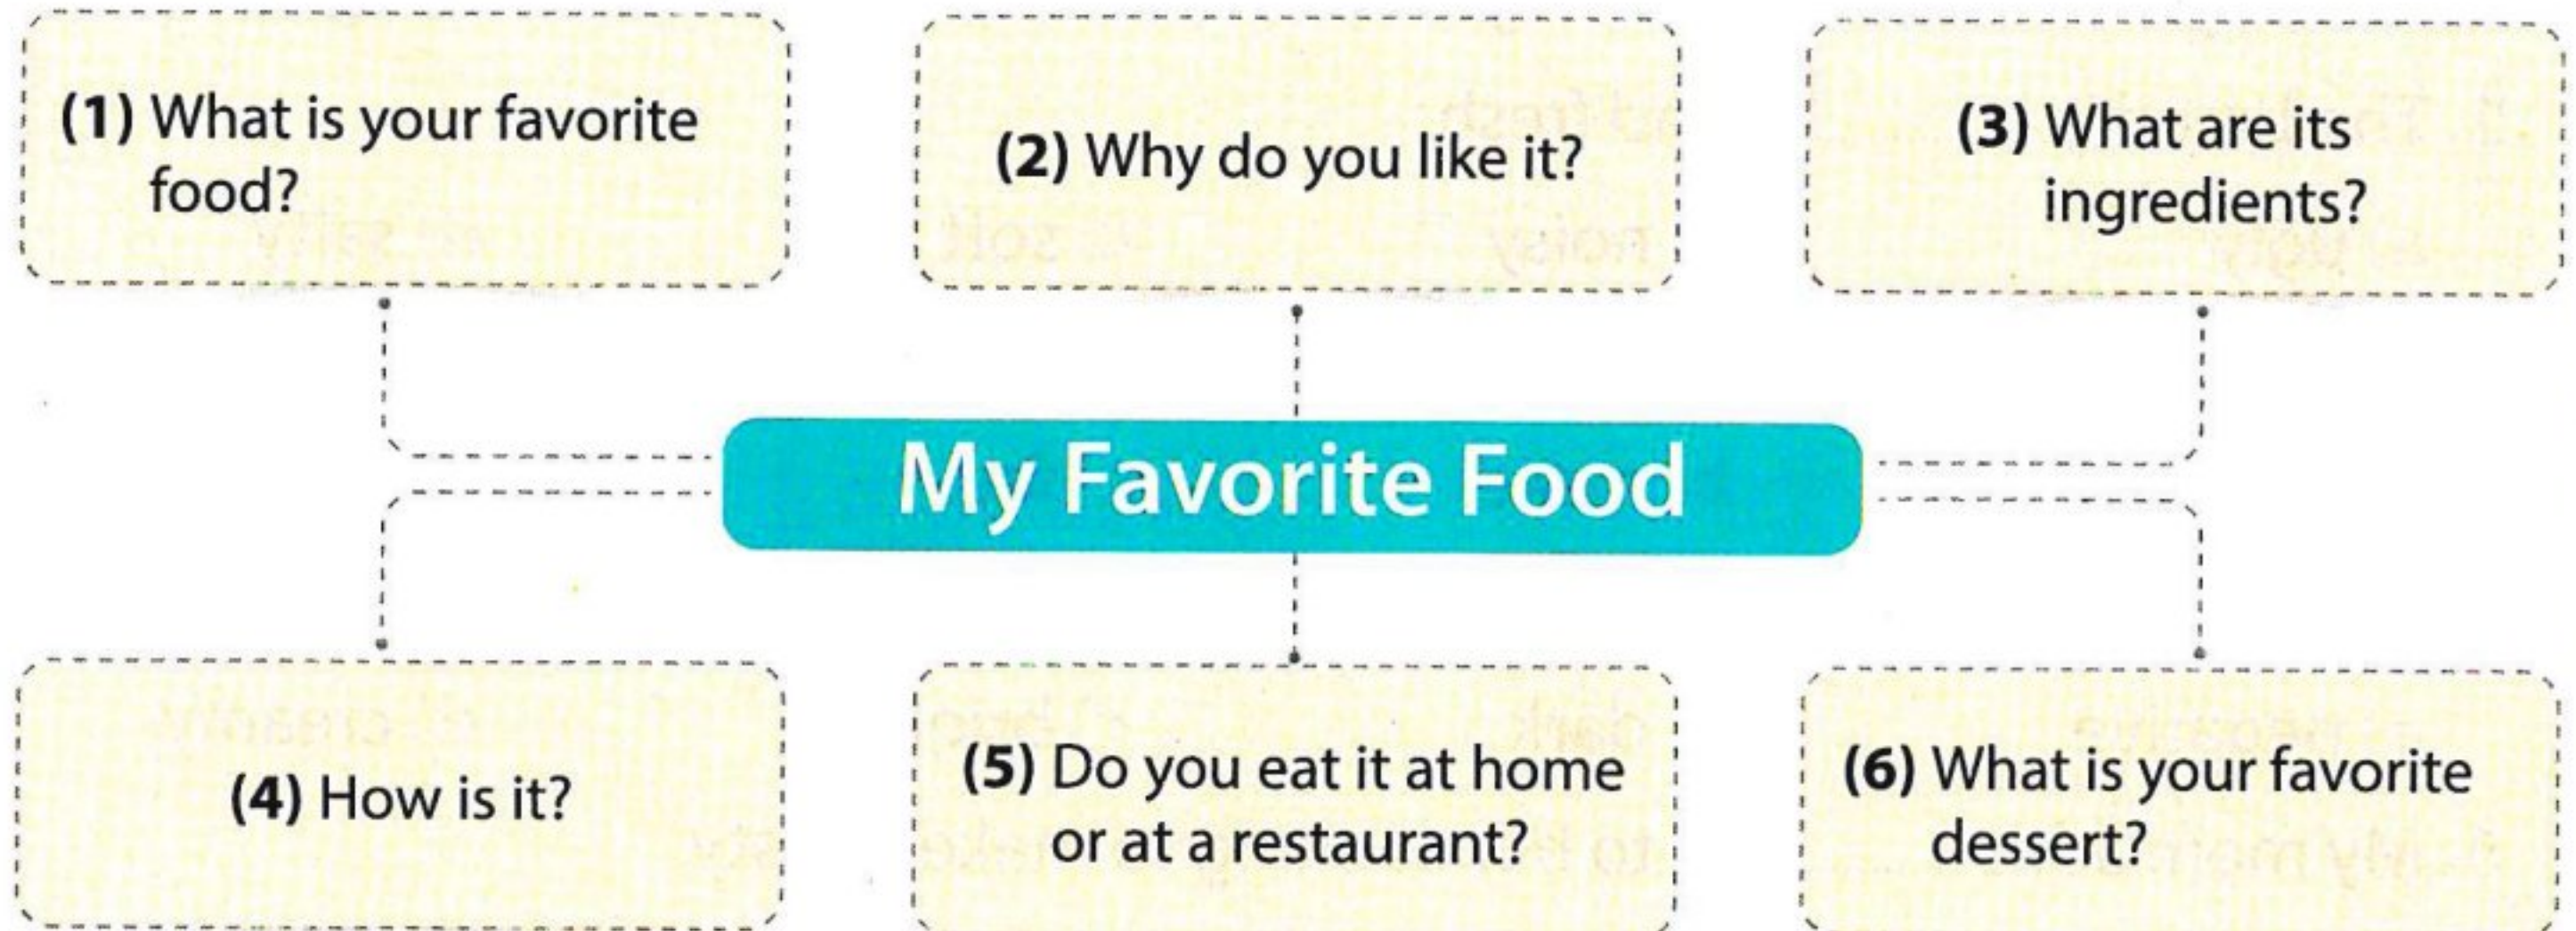 (1) What is your favorite
food?
(2) Why do you like it?
(3) What are its
ingredients?
My Favorite Food
(4) How is it?
(5) Do you eat it at home
or at a restaurant?
(6) What is your favorite
dessert?